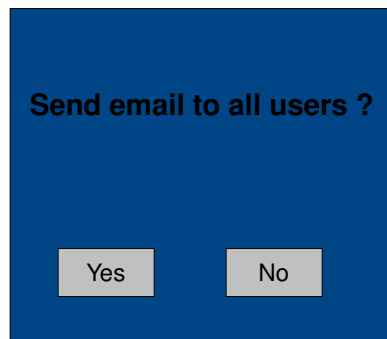 Send email to all users ?
Yes No